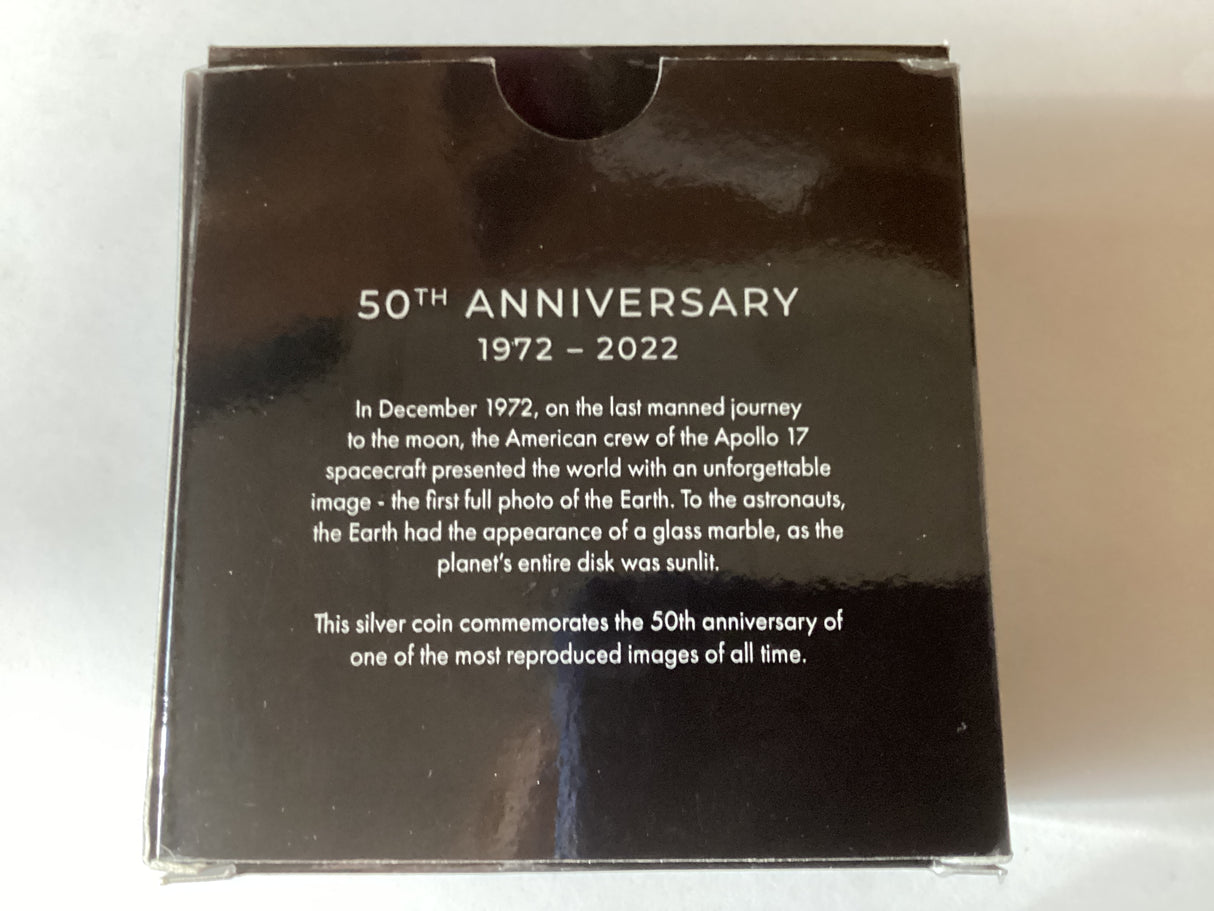 50TH ANNIVERSARY
1972 – 2022
In December 1972, on the last manned journey
to the moon, the American crew of the Apollo 17
spacecraft presented the world with an unforgettable
image - the first full photo of the Earth. To the astronauts,
the Earth had the appearance of a glass marble, as the
planet's entire disk was sunlit.
This silver coin commemorates the 50th anniversary of
one of the most reproduced images of all time.